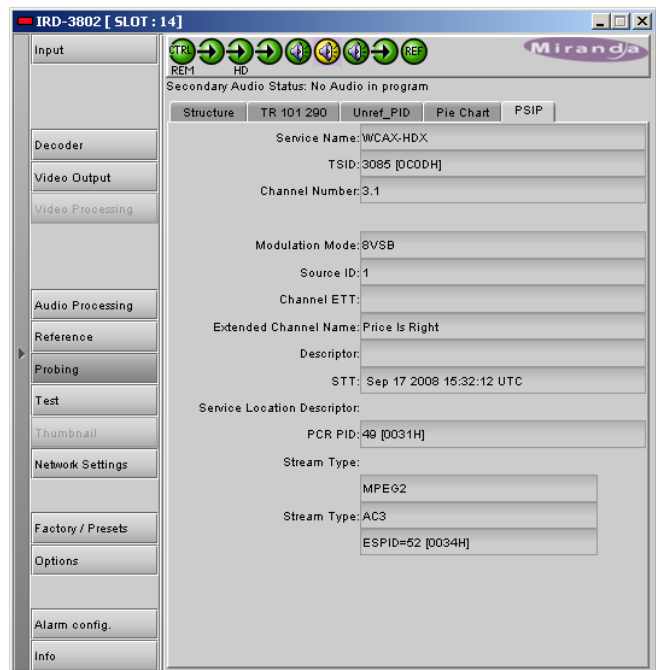 IRD-3802 [ SLOT : 14]
Input
Decoder
Video Output
Video Processing
Audio Processing
Reference
Probing
Test
Thumbnail
Network Settings
Factory / Presets
Options
Alarm config.
Info
CTRL REF Miranda
REM HD
Secondary Audio Status: No Audio in program
Structure TR 101 290 Unref_PID Pie Chart PSIP
Service Name: WCAX-HDX
TSID: 3085 [0C0DH]
Channel Number: 3.1
Modulation Mode: 8VSB
Source ID: 1
Channel ETT:
Extended Channel Name: Price Is Right
Descriptor:
STT: Sep 17 2008 15:32:12 UTC
Service Location Descriptor:
PCR PID: 49 [0031H]
Stream Type:
MPEG2
Stream Type: AC3
ESPID=52 [0034H]